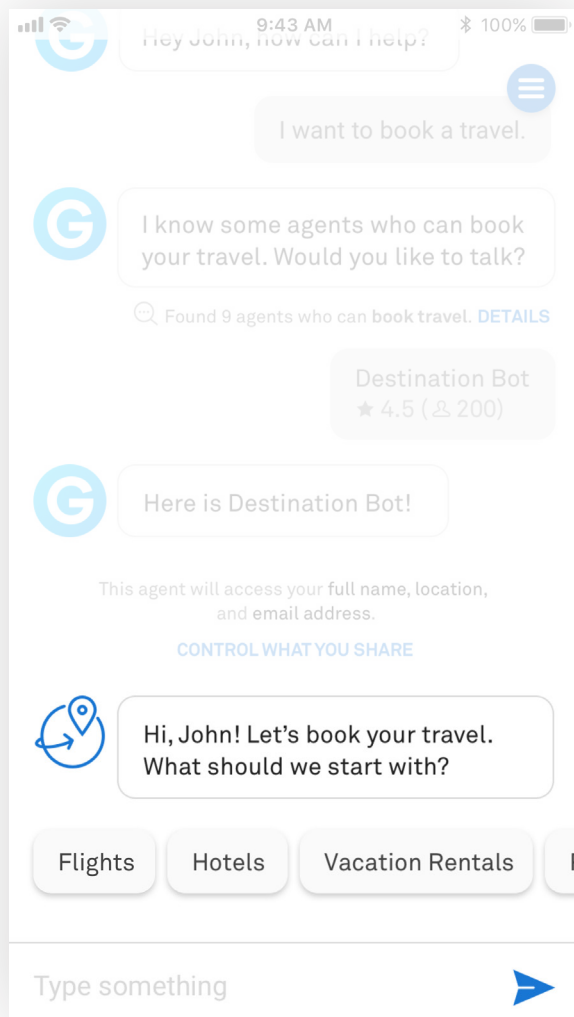 9:43 AM
100%
Hey John, how can I help?
I want to book a travel.
G
I know some agents who can book
your travel. Would you like to talk?
Found 9 agents who can book travel. DETAILS
Destination Bot
★ 4.5 (200)
G
Here is Destination Bot!
This agent will access your full name, location,
and email address.
CONTROL WHAT YOU SHARE
Hi, John! Let’s book your travel.
What should we start with?
Flights
Hotels
Vacation Rentals
Type something